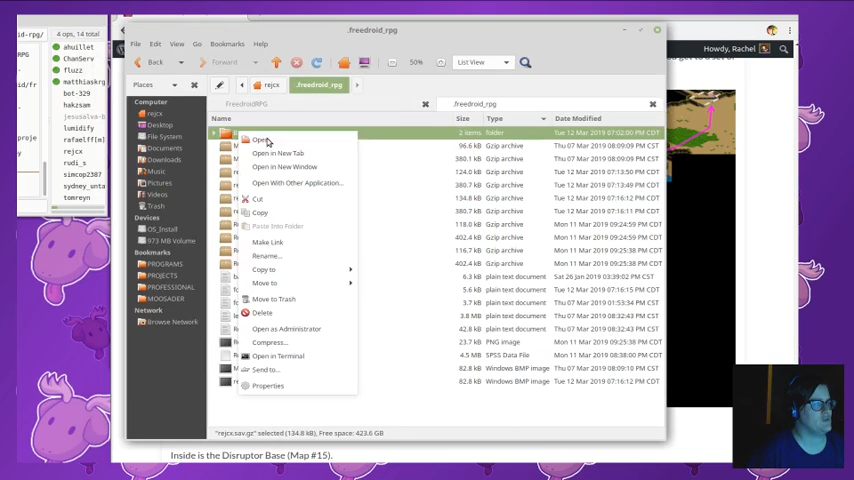 .freedroid_rpg
File Edit View Go Bookmarks Help
Back Forward 50% List View
Howdy, Rachel
id-rpg/
4 ops, 14 total
ahuillet
ChanServ
fluzz
matthiaskrg
bot-329
hakzsam
jesusalva-b
lumidify
rafaelff[m]
rejcx
rudi_s
simcop2387
sydney_unta
tomreyn
Places
rejcx .freedroid_rpg
FreedroidRPG .freedroid_rpg
Name Size Type Date Modified
Computer
rejcx
Desktop
File System
Documents
Downloads
Music
Pictures
Videos
Trash
Devices
OS_Install
973 MB Volume
Bookmarks
PROGRAMS
PROJECTS
PROFESSIONAL
MOOSADER
Network
Browse Network
Open
Open in New Tab
Open in New Window
Open With Other Application...
Cut
Copy
Paste Into Folder
Make Link
Rename...
Copy to
Move to
Move to Trash
Delete
Open as Administrator
Compress...
Open in Terminal
Send to...
Properties
2 items folder Tue 12 Mar 2019 07:02:00 PM CDT
96.6 kB Gzip archive Thu 07 Mar 2019 08:09:09 PM CST
380.1 kB Gzip archive Thu 07 Mar 2019 08:09:09 PM CST
Gzip archive Tue 12 Mar 2019 07:13:50 PM CDT
Gzip archive Tue 12 Mar 2019 07:13:49 PM CDT
134.8 kB Gzip archive Tue 12 Mar 2019 07:16:12 PM CDT
380.7 kB Gzip archive Tue 12 Mar 2019 07:16:11 PM CDT
118.0 kB Gzip archive Mon 11 Mar 2019 09:24:59 PM CDT
402.4 kB Gzip archive Mon 11 Mar 2019 09:24:59 PM CDT
116.7 kB Gzip archive Mon 11 Mar 2019 09:25:38 PM CDT
402.4 kB Gzip archive Mon 11 Mar 2019 09:25:38 PM CDT
6.3 kB plain text document Sat 26 Jan 2019 03:39:02 PM CST
5.6 kB plain text document Tue 12 Mar 2019 07:16:15 PM CDT
3.7 kB plain text document Thu 07 Mar 2019 01:53:34 PM CST
3.8 MB plain text document Thu 07 Mar 2019 08:32:43 PM CST
42.8 kB plain text document Thu 07 Mar 2019 08:32:43 PM CST
23.7 kB PNG image Mon 11 Mar 2019 09:25:38 PM CDT
4.5 MB SPSS Data File Mon 11 Mar 2019 08:38:00 PM CDT
82.8 kB Windows BMP image Thu 07 Mar 2019 08:09:10 PM CST
82.8 kB Windows BMP image Tue 12 Mar 2019 07:16:12 PM CDT
"rejcx.sav.gz" selected (134.8 kB), Free space: 423.6 GB
Inside is the Disruptor Base (Map #15).